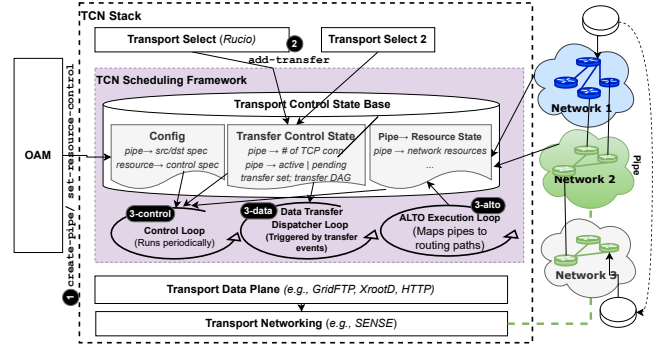 TCN Stack
Transport Select (Rucio)
2
Transport Select 2
add-transfer
TCN Scheduling Framework
Transport Control State Base
Config
pipe→ src/dst spec
resource→ control spec
Transfer Control State
pipe → # of TCP conn
pipe → active | pending
transfer set; transfer DAG
Pipe→ Resource State
pipe → network resources
...
OAM
1 create-pipe/ set-resource-control
3-control
Control Loop
(Runs periodically)
3-data
Data Transfer
Dispatcher Loop
(Triggered by transfer
events)
3-alto
ALTO Execution Loop
(Maps pipes to
routing paths)
Transport Data Plane (e.g., GridFTP, XrootD, HTTP)
Transport Networking (e.g., SENSE)
Network 1
Network 2
Network 3
Pipe